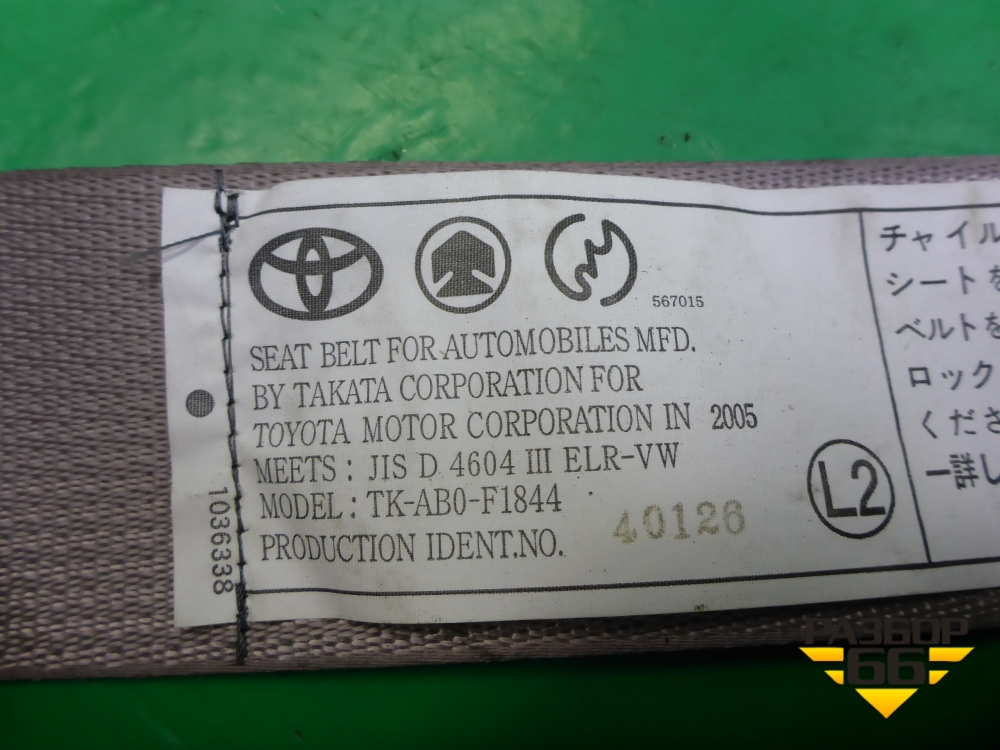 567015
SEAT BELT FOR AUTOMOBILES MFD.
BY TAKATA CORPORATION FOR
TOYOTA MOTOR CORPORATION IN 2005
MEETS : JIS D 4604 III ELR-VW
MODEL : TK-AB0-F1844
PRODUCTION IDENT.NO. 40126
L2
1036338
チャイル
シートを
ベルトを
ロック
くださ
一詳し
РАЗБОР
66